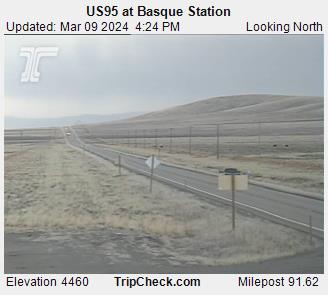 US95 at Basque Station
Updated: Mar 09 2024 4:24 PM Looking North
Elevation 4460 TripCheck.com Milepost 91.62